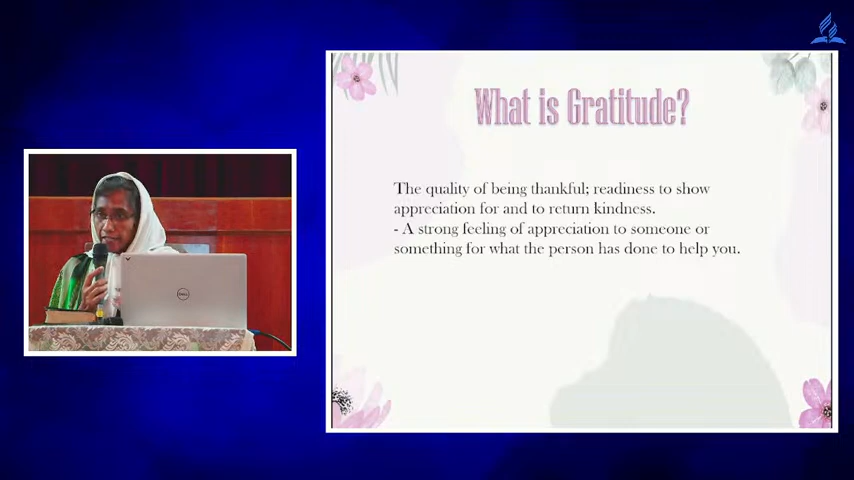 What is Gratitude?
The quality of being thankful; readiness to show
appreciation for and to return kindness.
- A strong feeling of appreciation to someone or
something for what the person has done to help you.
DELL